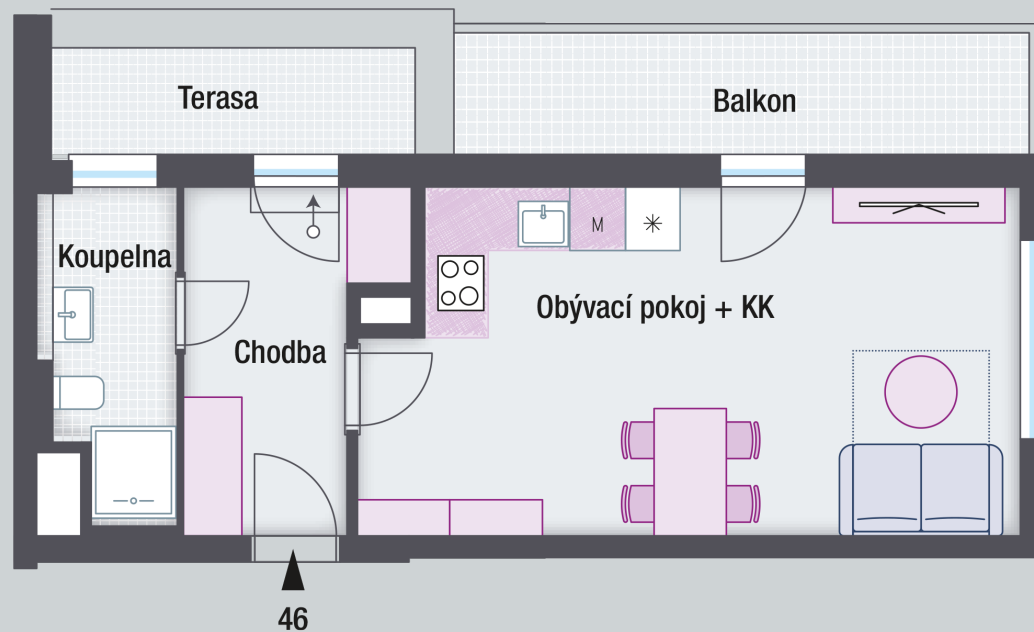 Terasa
Balkon
Koupelna
M
Obývací pokoj + KK
Chodba
46